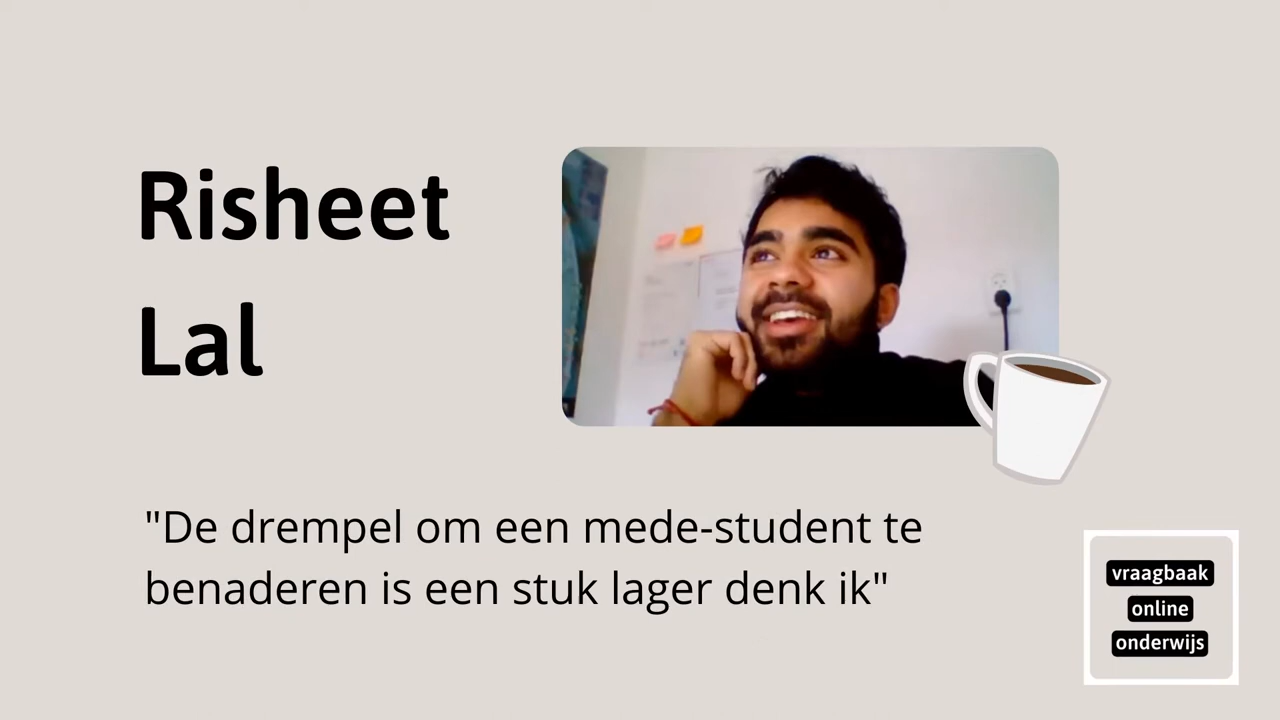 Risheet
Lal
"De drempel om een mede-student te
benaderen is een stuk lager denk ik"
vraagbaak
online
onderwijs